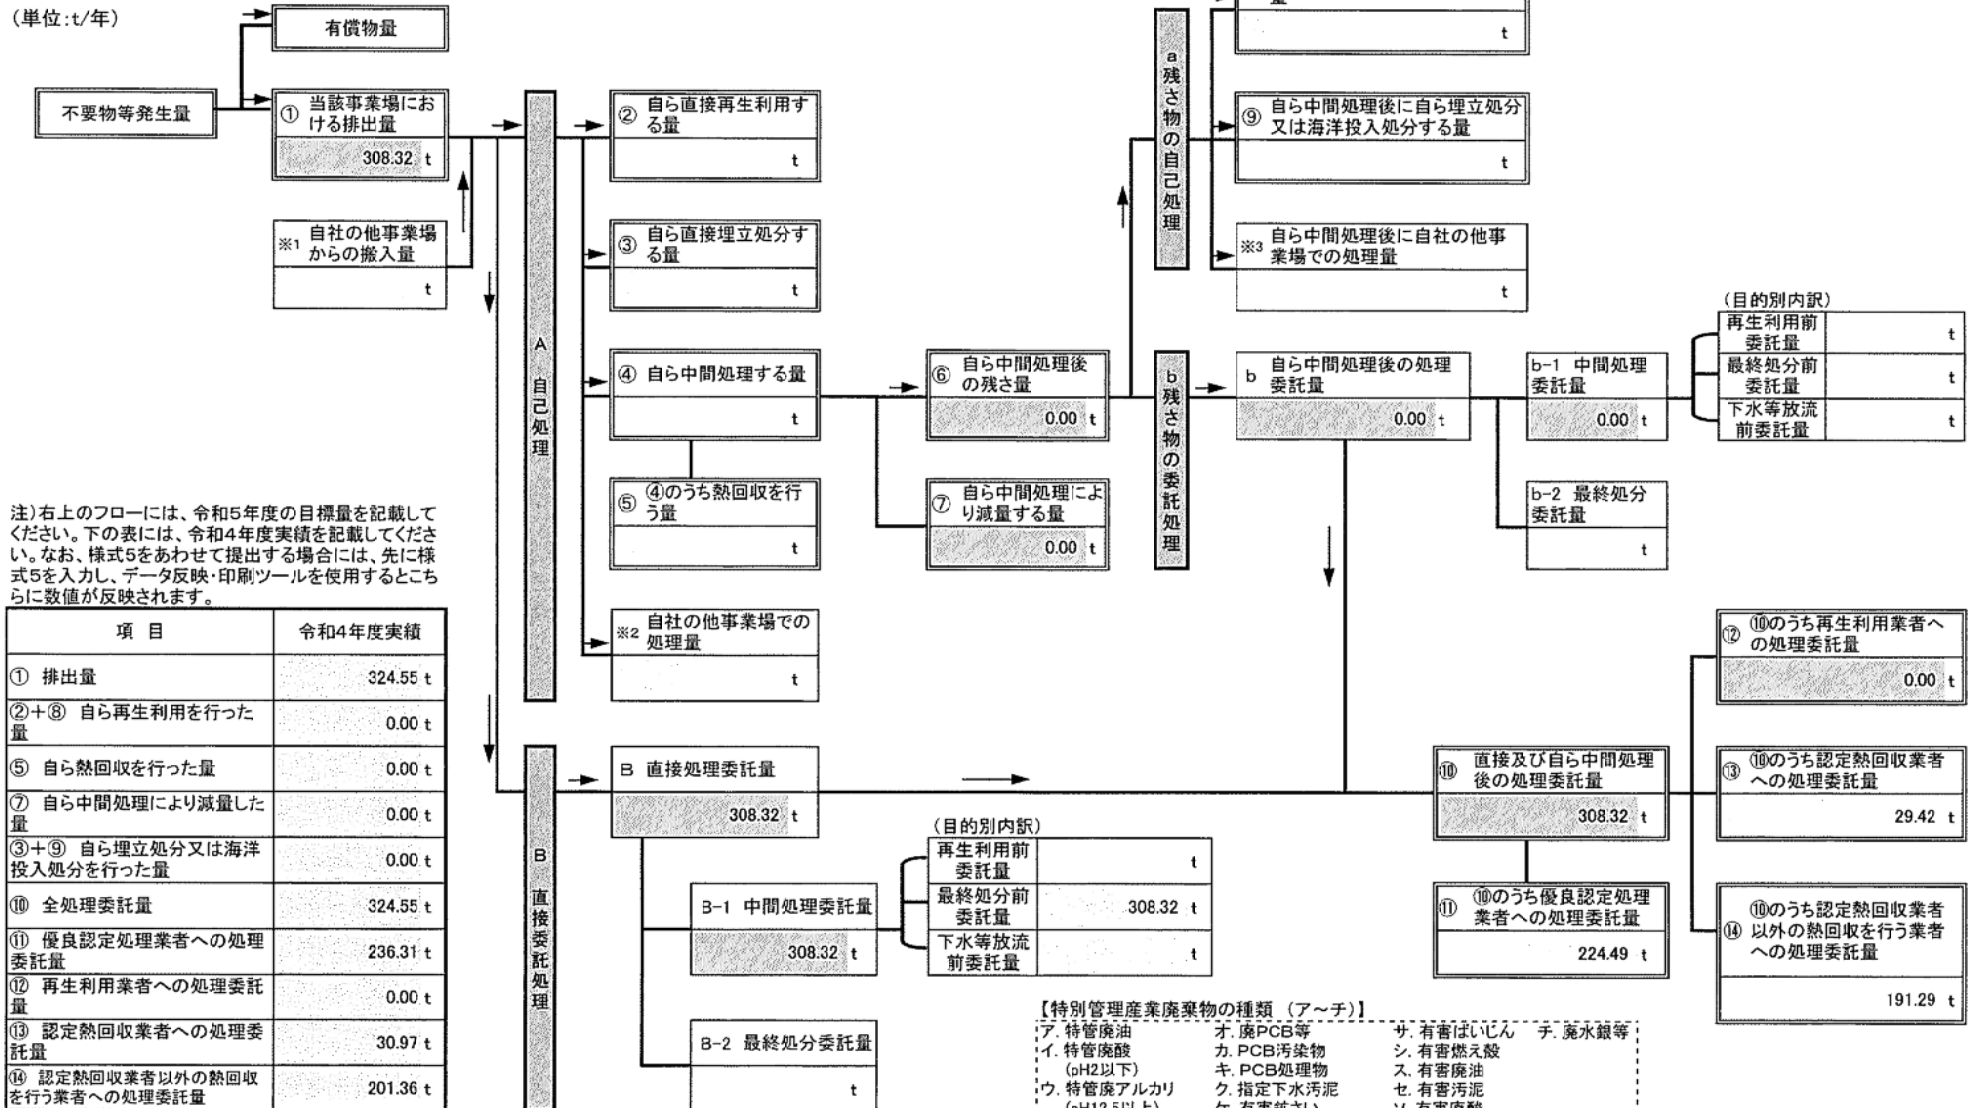 (単位:t/年)
有償物量
不要物等発生量
① 当該事業場にお
ける排出量
308.32 t
※1 自社の他事業場
からの搬入量
t
A 自己処理
② 自ら直接再生利用す
る量
t
③ 自ら直接埋立処分す
る量
t
④ 自ら中間処理する量
t
⑤ ④のうち熱回収を行
う量
t
※2 自社の他事業場での
処理量
t
⑥ 自ら中間処理後
の残さ量
0.00 t
⑦ 自ら中間処理によ
り減量する量
0.00 t
a 残さ物の自己処理
量
t
⑨ 自ら中間処理後に自ら埋立処分
又は海洋投入処分する量
t
※3 自ら中間処理後に自社の他事
業場での処理量
t
b 残さ物の委託処理
b 自ら中間処理後の処理
委託量
0.00 t
b-1 中間処理
委託量
0.00 t
b-2 最終処分
委託量
t
(目的別内訳)
再生利用前
委託量
t
最終処分前
委託量
t
下水等放流
前委託量
t
注)右上のフローには、令和5年度の目標量を記載して
ください。下の表には、令和4年度実績を記載してくださ
い。なお、様式5をあわせて提出する場合には、先に様
式5を入力し、データ反映・印刷ツールを使用するとこち
らに数値が反映されます。
項 目 令和4年度実績
① 排出量 324.55 t
②+⑧ 自ら再生利用を行った
量 0.00 t
⑤ 自ら熱回収を行った量 0.00 t
⑦ 自ら中間処理により減量した
量 0.00 t
③+⑨ 自ら埋立処分又は海洋
投入処分を行った量 0.00 t
⑩ 全処理委託量 324.55 t
⑪ 優良認定処理業者への処理
委託量 236.31 t
⑫ 再生利用業者への処理委託
量 0.00 t
⑬ 認定熱回収業者への処理委
託量 30.97 t
⑭ 認定熱回収業者以外の熱回収
を行う業者への処理委託量 201.36 t
B 直接委託処理
B 直接処理委託量
308.32 t
B-1 中間処理委託量
308.32 t
B-2 最終処分委託量
t
(目的別内訳)
再生利用前
委託量
t
最終処分前
委託量
308.32 t
下水等放流
前委託量
t
⑩ 直接及び自ら中間処理
後の処理委託量
308.32 t
⑪ ⑩のうち優良認定処理
業者への処理委託量
224.49 t
⑫ ⑩のうち再生利用業者へ
の処理委託量
0.00 t
⑬ ⑩のうち認定熱回収業者
への処理委託量
29.42 t
⑭ ⑩のうち認定熱回収業者
以外の熱回収を行う業者
への処理委託量
191.29 t
【特別管理産業廃棄物の種類 (ア~チ)】
ア. 特管廃油 オ. 廃PCB等 サ. 有害ばいじん チ. 廃水銀等
イ. 特管廃酸 カ. PCB汚染物 シ. 有害燃え殻
(pH2以下) キ. PCB処理物 ス. 有害廃油
ウ. 特管廃アルカリ ク. 指定下水汚泥 セ. 有害汚泥
(pH12.5以上) ケ. 有害鉱さい ソ. 有害廃酸